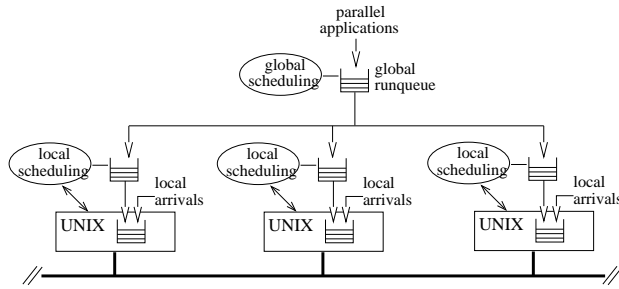 parallel
applications
global
scheduling
global
runqueue
local
scheduling
local
scheduling
local
scheduling
local
arrivals
local
arrivals
local
arrivals
UNIX
UNIX
UNIX